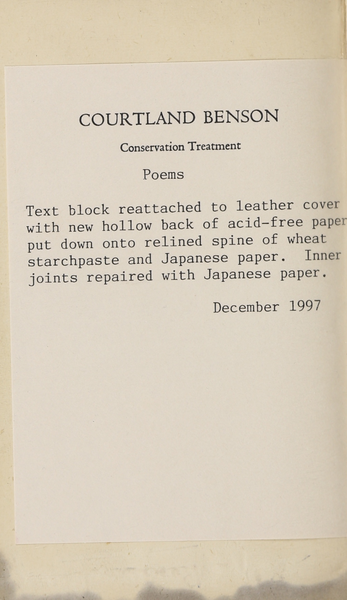 COURTLAND BENSON
Conservation Treatment
Poems
Text block reattached to leather cover
with new hollow back of acid-free paper
put down onto relined spine of wheat
starchpaste and Japanese paper. Inner
joints repaired with Japanese paper.
December 1997